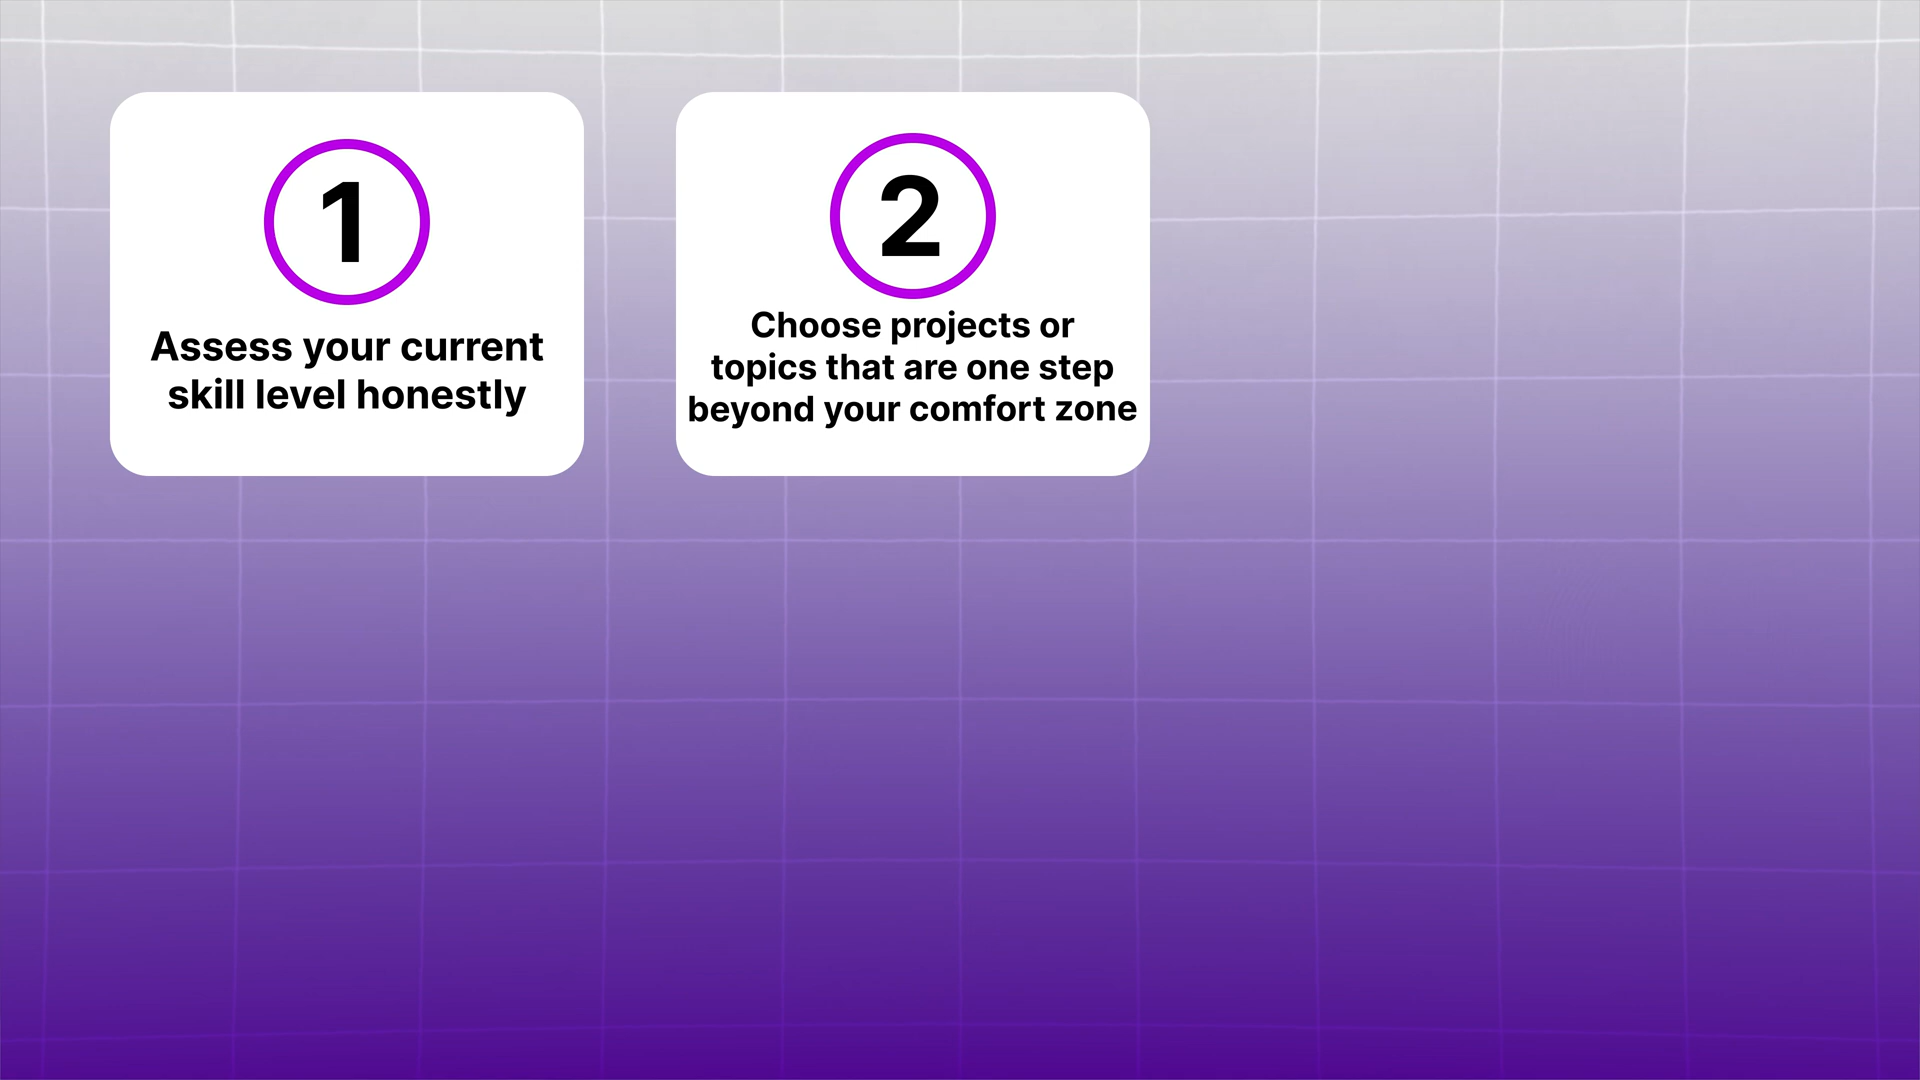 1
Assess your current
skill level honestly
2
Choose projects or
topics that are one step
beyond your comfort zone